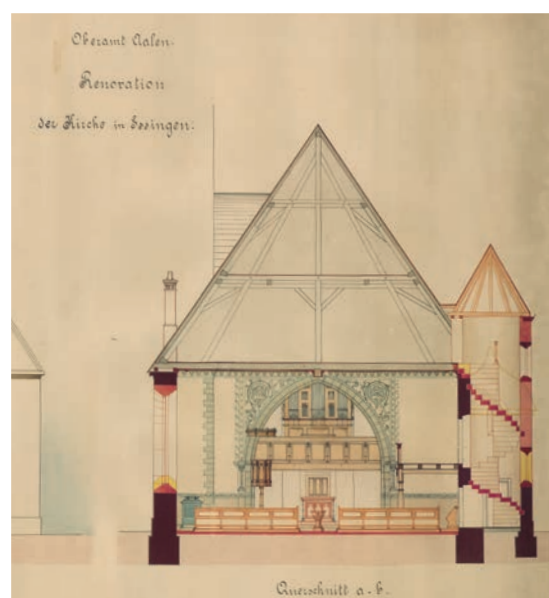 Oberamt Aalen.
Renovation
der Kirche in Essingen.
Querschnitt a-b.